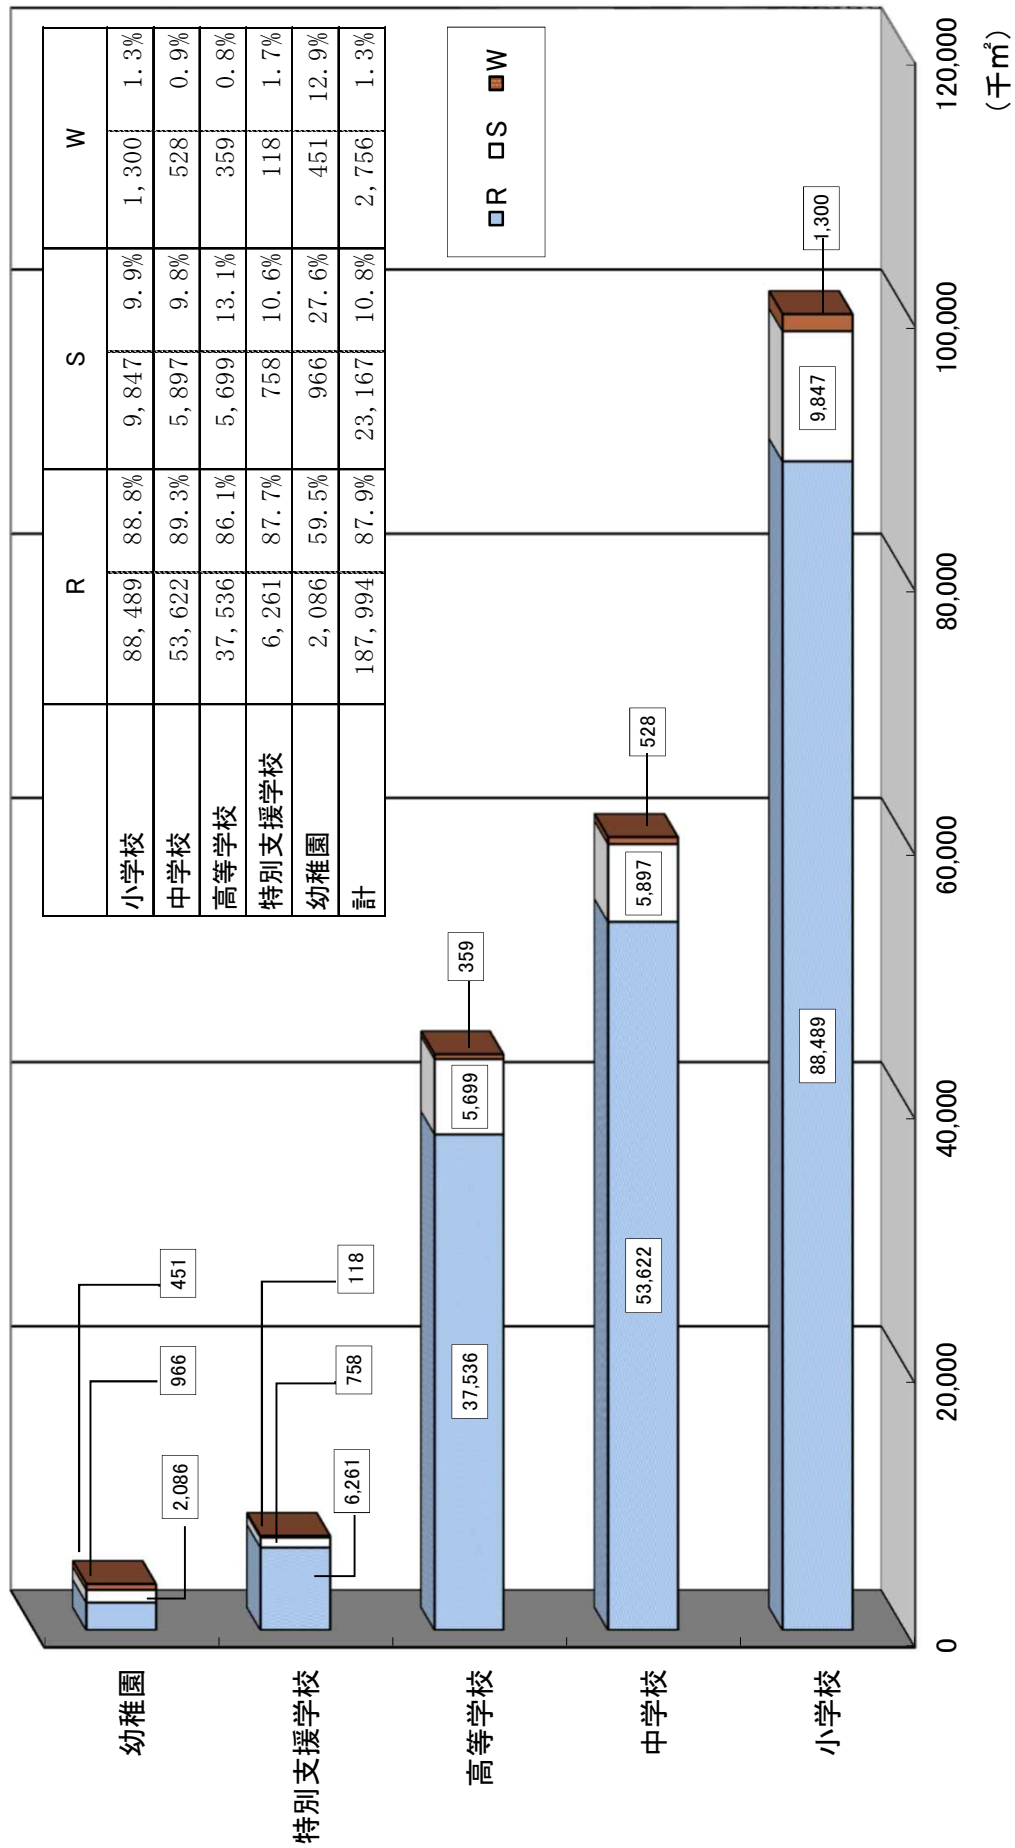 R S W
小学校 88,489 88.8% 9,847 9.9% 1,300 1.3%
中学校 53,622 89.3% 5,897 9.8% 528 0.9%
高等学校 37,536 86.1% 5,699 13.1% 359 0.8%
特別支援学校 6,261 87.7% 758 10.6% 118 1.7%
幼稚園 2,086 59.5% 966 27.6% 451 12.9%
計 187,994 87.9% 23,167 10.8% 2,756 1.3%
R S W
幼稚園
2,086
966
451
特別支援学校
6,261
758
118
高等学校
37,536
5,699
359
中学校
53,622
5,897
528
小学校
88,489
9,847
1,300
0 20,000 40,000 60,000 80,000 100,000 120,000
(千㎡)